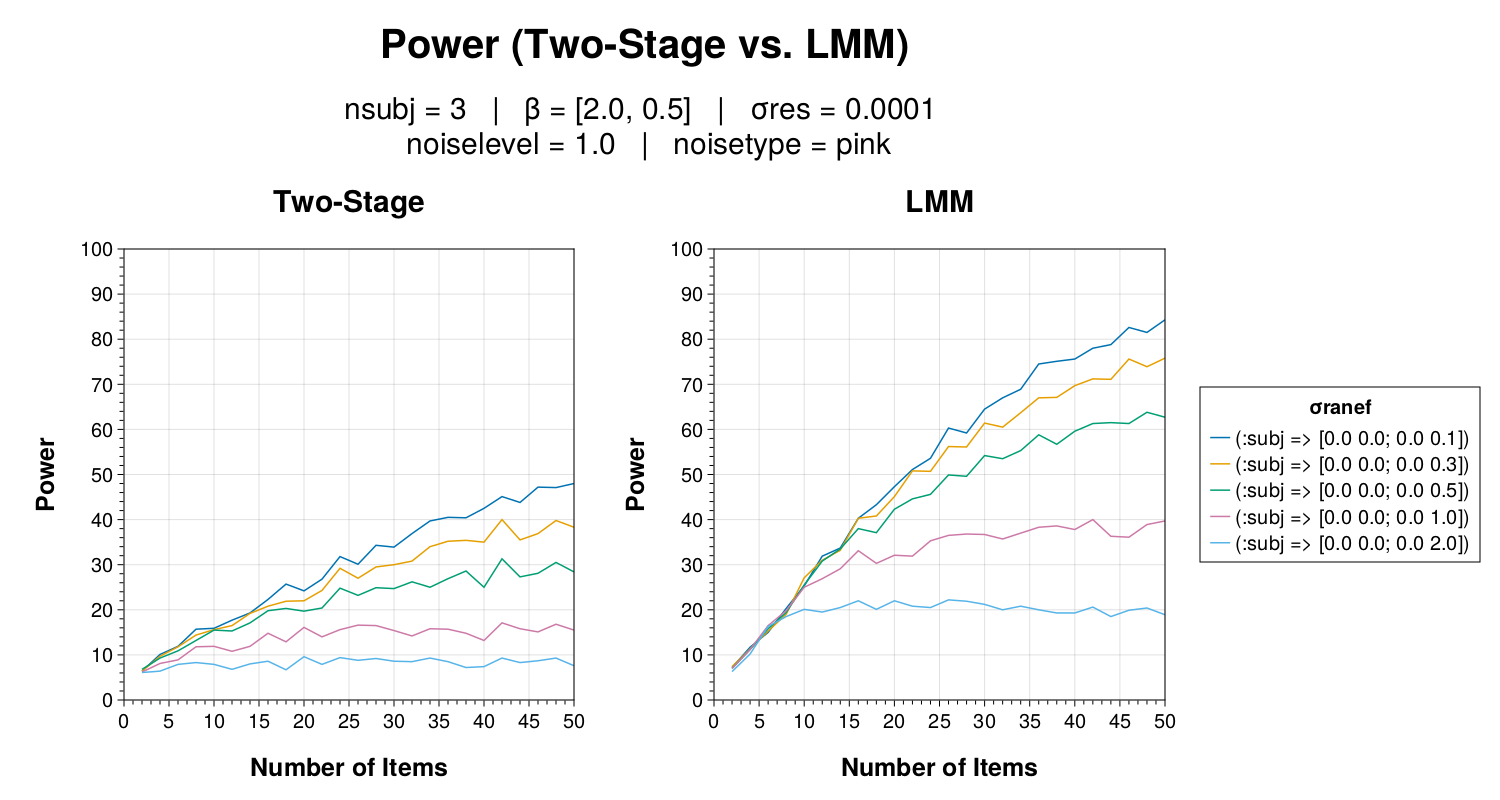 Power (Two-Stage vs. LMM)
nsubj = 3 | β = [2.0, 0.5] | σres = 0.0001
noiselevel = 1.0 | noisetype = pink
Two-Stage
Power
100
90
80
70
60
50
40
30
20
10
0
0 5 10 15 20 25 30 35 40 45 50
Number of Items
LMM
Power
100
90
80
70
60
50
40
30
20
10
0
0 5 10 15 20 25 30 35 40 45 50
Number of Items
σranef
(:subj => [0.0 0.0; 0.0 0.1])
(:subj => [0.0 0.0; 0.0 0.3])
(:subj => [0.0 0.0; 0.0 0.5])
(:subj => [0.0 0.0; 0.0 1.0])
(:subj => [0.0 0.0; 0.0 2.0])